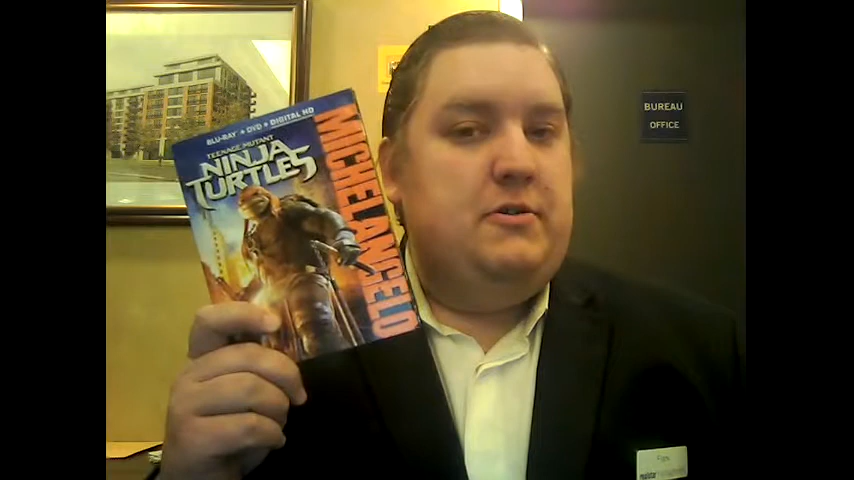 BLU-RAY + DVD + DIGITAL HD
TEENAGE MUTANT
NINJA
TURTLES
MICHELANGELO
BUREAU
OFFICE